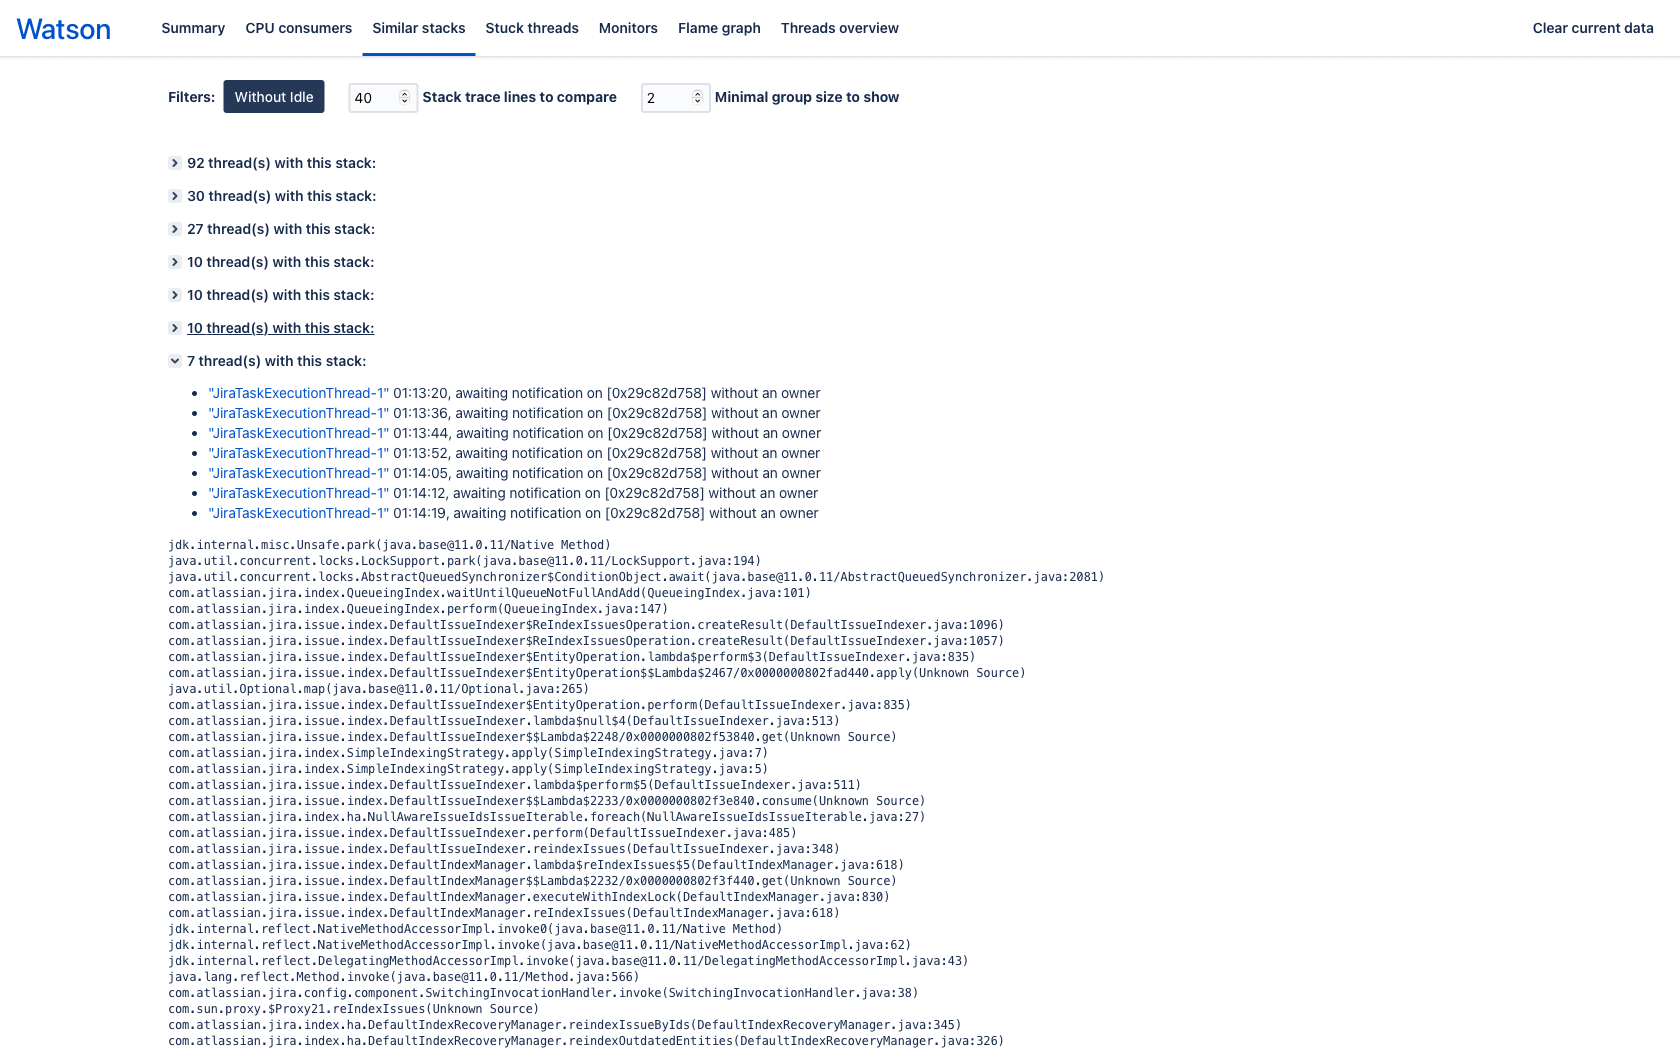 Watson
Summary CPU consumers Similar stacks Stuck threads Monitors Flame graph Threads overview Clear current data
Filters: Without Idle 40 Stack trace lines to compare 2 Minimal group size to show
92 thread(s) with this stack:
30 thread(s) with this stack:
27 thread(s) with this stack:
10 thread(s) with this stack:
10 thread(s) with this stack:
10 thread(s) with this stack:
7 thread(s) with this stack:
• "JiraTaskExecutionThread-1" 01:13:20, awaiting notification on [0x29c82d758] without an owner
• "JiraTaskExecutionThread-1" 01:13:36, awaiting notification on [0x29c82d758] without an owner
• "JiraTaskExecutionThread-1" 01:13:44, awaiting notification on [0x29c82d758] without an owner
• "JiraTaskExecutionThread-1" 01:13:52, awaiting notification on [0x29c82d758] without an owner
• "JiraTaskExecutionThread-1" 01:14:05, awaiting notification on [0x29c82d758] without an owner
• "JiraTaskExecutionThread-1" 01:14:12, awaiting notification on [0x29c82d758] without an owner
• "JiraTaskExecutionThread-1" 01:14:19, awaiting notification on [0x29c82d758] without an owner
jdk.internal.misc.Unsafe.park(java.base@11.0.11/Native Method)
java.util.concurrent.locks.LockSupport.park(java.base@11.0.11/LockSupport.java:194)
java.util.concurrent.locks.AbstractQueuedSynchronizer$ConditionObject.await(java.base@11.0.11/AbstractQueuedSynchronizer.java:2081)
com.atlassian.jira.index.QueueingIndex.waitUntilQueueNotFullAndAdd(QueueingIndex.java:101)
com.atlassian.jira.index.QueueingIndex.perform(QueueingIndex.java:147)
com.atlassian.jira.issue.index.DefaultIssueIndexer$ReIndexIssuesOperation.createResult(DefaultIssueIndexer.java:1096)
com.atlassian.jira.issue.index.DefaultIssueIndexer$ReIndexIssuesOperation.createResult(DefaultIssueIndexer.java:1057)
com.atlassian.jira.issue.index.DefaultIssueIndexer$EntityOperation.lambda$perform$3(DefaultIssueIndexer.java:835)
com.atlassian.jira.issue.index.DefaultIssueIndexer$EntityOperation$$Lambda$2467/0x0000000802fad440.apply(Unknown Source)
java.util.Optional.map(java.base@11.0.11/Optional.java:265)
com.atlassian.jira.issue.index.DefaultIssueIndexer$EntityOperation.perform(DefaultIssueIndexer.java:835)
com.atlassian.jira.issue.index.DefaultIssueIndexer.lambda$null$4(DefaultIssueIndexer.java:513)
com.atlassian.jira.issue.index.DefaultIssueIndexer$$Lambda$2248/0x0000000802f53840.get(Unknown Source)
com.atlassian.jira.index.SimpleIndexingStrategy.apply(SimpleIndexingStrategy.java:7)
com.atlassian.jira.index.SimpleIndexingStrategy.apply(SimpleIndexingStrategy.java:5)
com.atlassian.jira.issue.index.DefaultIssueIndexer.lambda$perform$5(DefaultIssueIndexer.java:511)
com.atlassian.jira.issue.index.DefaultIssueIndexer$$Lambda$2233/0x0000000802f3e840.consume(Unknown Source)
com.atlassian.jira.index.ha.NullAwareIssueIdsIssueIterable.foreach(NullAwareIssueIdsIssueIterable.java:27)
com.atlassian.jira.issue.index.DefaultIssueIndexer.perform(DefaultIssueIndexer.java:485)
com.atlassian.jira.issue.index.DefaultIssueIndexer.reindexIssues(DefaultIssueIndexer.java:348)
com.atlassian.jira.issue.index.DefaultIndexManager.lambda$reIndexIssues$5(DefaultIndexManager.java:618)
com.atlassian.jira.issue.index.DefaultIndexManager$$Lambda$2232/0x0000000802f3f440.get(Unknown Source)
com.atlassian.jira.issue.index.DefaultIndexManager.executeWithIndexLock(DefaultIndexManager.java:830)
com.atlassian.jira.issue.index.DefaultIndexManager.reIndexIssues(DefaultIndexManager.java:618)
jdk.internal.reflect.NativeMethodAccessorImpl.invoke0(java.base@11.0.11/Native Method)
jdk.internal.reflect.NativeMethodAccessorImpl.invoke(java.base@11.0.11/NativeMethodAccessorImpl.java:62)
jdk.internal.reflect.DelegatingMethodAccessorImpl.invoke(java.base@11.0.11/DelegatingMethodAccessorImpl.java:43)
java.lang.reflect.Method.invoke(java.base@11.0.11/Method.java:566)
com.atlassian.jira.config.component.SwitchingInvocationHandler.invoke(SwitchingInvocationHandler.java:38)
com.sun.proxy.$Proxy21.reIndexIssues(Unknown Source)
com.atlassian.jira.index.ha.DefaultIndexRecoveryManager.reindexIssueByIds(DefaultIndexRecoveryManager.java:345)
com.atlassian.jira.index.ha.DefaultIndexRecoveryManager.reindexOutdatedEntities(DefaultIndexRecoveryManager.java:326)